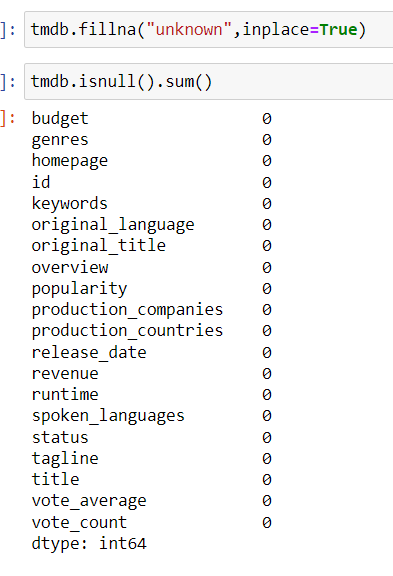 ]: tmdb.fillna("unknown",inplace=True)
]: tmdb.isnull().sum()
]: budget 0
genres 0
homepage 0
id 0
keywords 0
original_language 0
original_title 0
overview 0
popularity 0
production_companies 0
production_countries 0
release_date 0
revenue 0
runtime 0
spoken_languages 0
status 0
tagline 0
title 0
vote_average 0
vote_count 0
dtype: int64